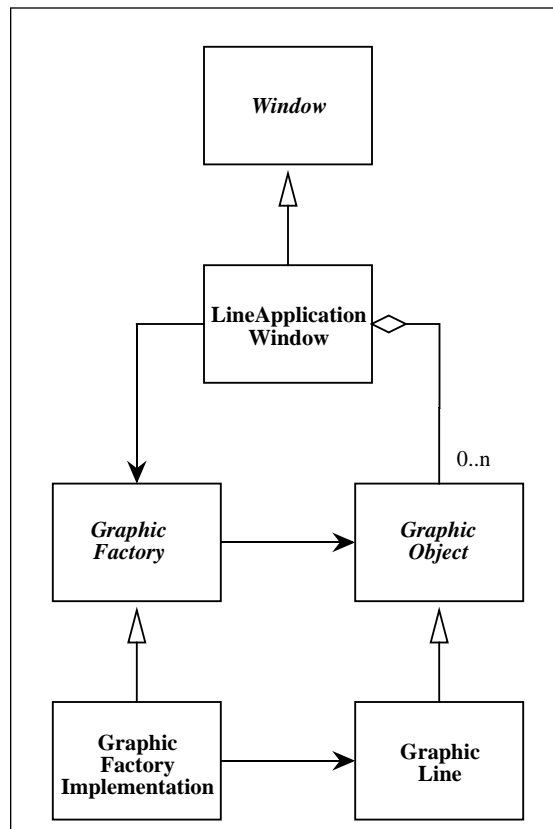 Window
LineApplication
Window
0..n
Graphic
Factory
Graphic
Object
Graphic
Factory
Implementation
Graphic
Line